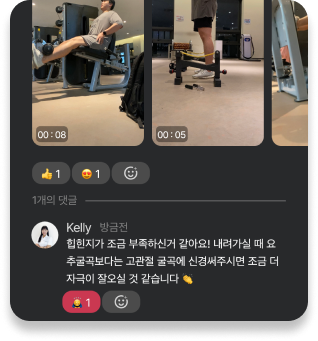 00:08
00:05
👍 1
😍 1
1개의 댓글
Kelly 방금전
힙힌지가 조금 부족하신거 같아요! 내려가실 때 요
추굴곡보다는 고관절 굴곡에 신경써주시면 조금 더
자극이 잘오실 것 같습니다 👏
1